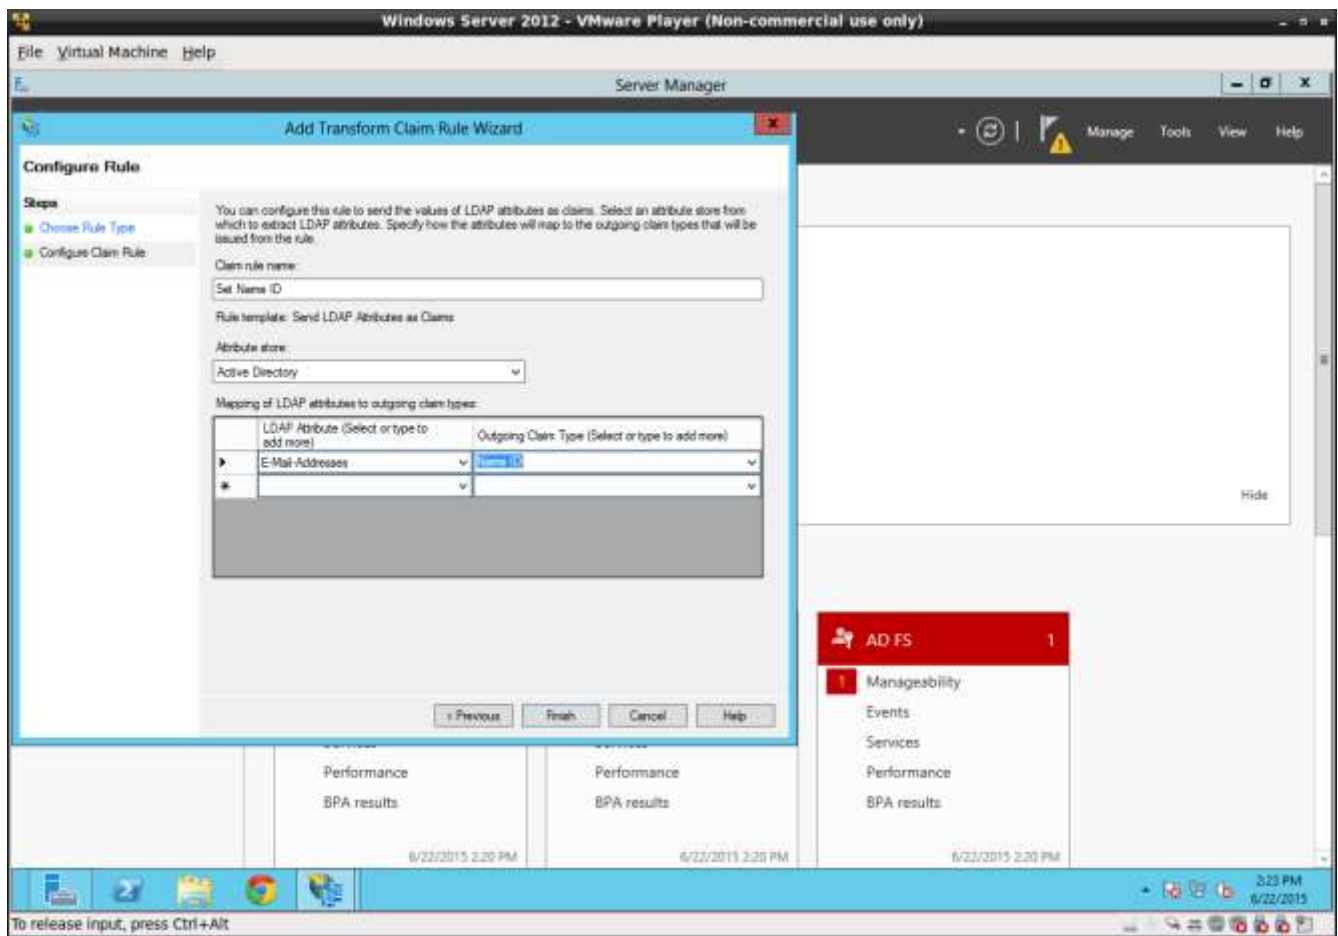 Windows Server 2012 - VMware Player (Non-commercial use only)
File Virtual Machine Help
Server Manager
Add Transform Claim Rule Wizard
Manage Tools View Help
Configure Rule
Steps
Choose Rule Type
Configure Claim Rule
You can configure this rule to send the values of LDAP attributes as claims. Select an attribute store from
which to extract LDAP attributes. Specify how the attributes will map to the outgoing claim types that will be
issued from the rule.
Claim rule name:
Set Name ID
Rule template: Send LDAP Attributes as Claims
Attribute store:
Active Directory
Mapping of LDAP attributes to outgoing claim types:
LDAP Attribute (Select or type to
add more)
Outgoing Claim Type (Select or type to add more)
E-Mail-Addresses
Name ID
Hide
< Previous Finish Cancel Help
AD FS 1
1 Manageability
Events
Services
Performance
BPA results
6/22/2015 2:20 PM
Performance
BPA results
6/22/2015 2:20 PM
Performance
BPA results
6/22/2015 2:20 PM
2:23 PM
6/22/2015
To release input, press Ctrl+Alt